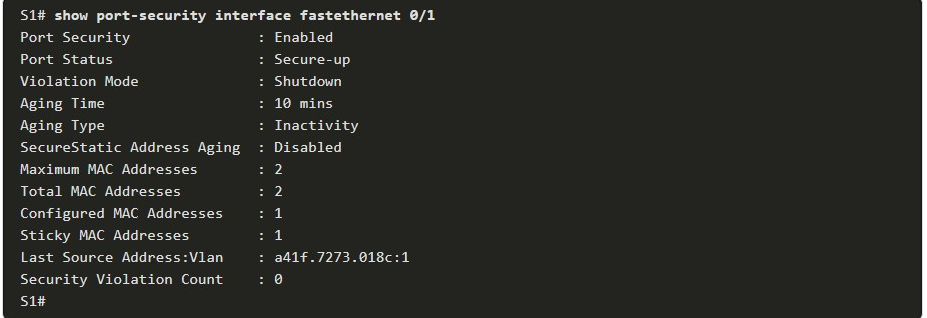 S1# show port-security interface fastethernet 0/1
Port Security : Enabled
Port Status : Secure-up
Violation Mode : Shutdown
Aging Time : 10 mins
Aging Type : Inactivity
SecureStatic Address Aging : Disabled
Maximum MAC Addresses : 2
Total MAC Addresses : 2
Configured MAC Addresses : 1
Sticky MAC Addresses : 1
Last Source Address:Vlan : a41f.7273.018c:1
Security Violation Count : 0
S1#